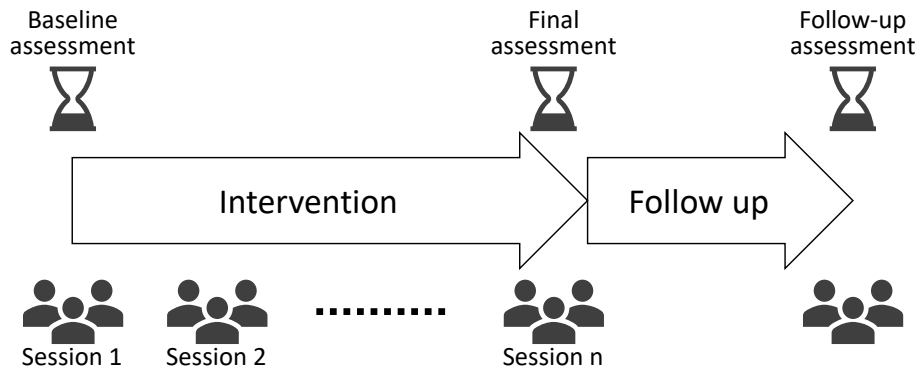 Baseline
assessment
Final
assessment
Follow-up
assessment
Intervention
Follow up
Session 1
Session 2
Session n